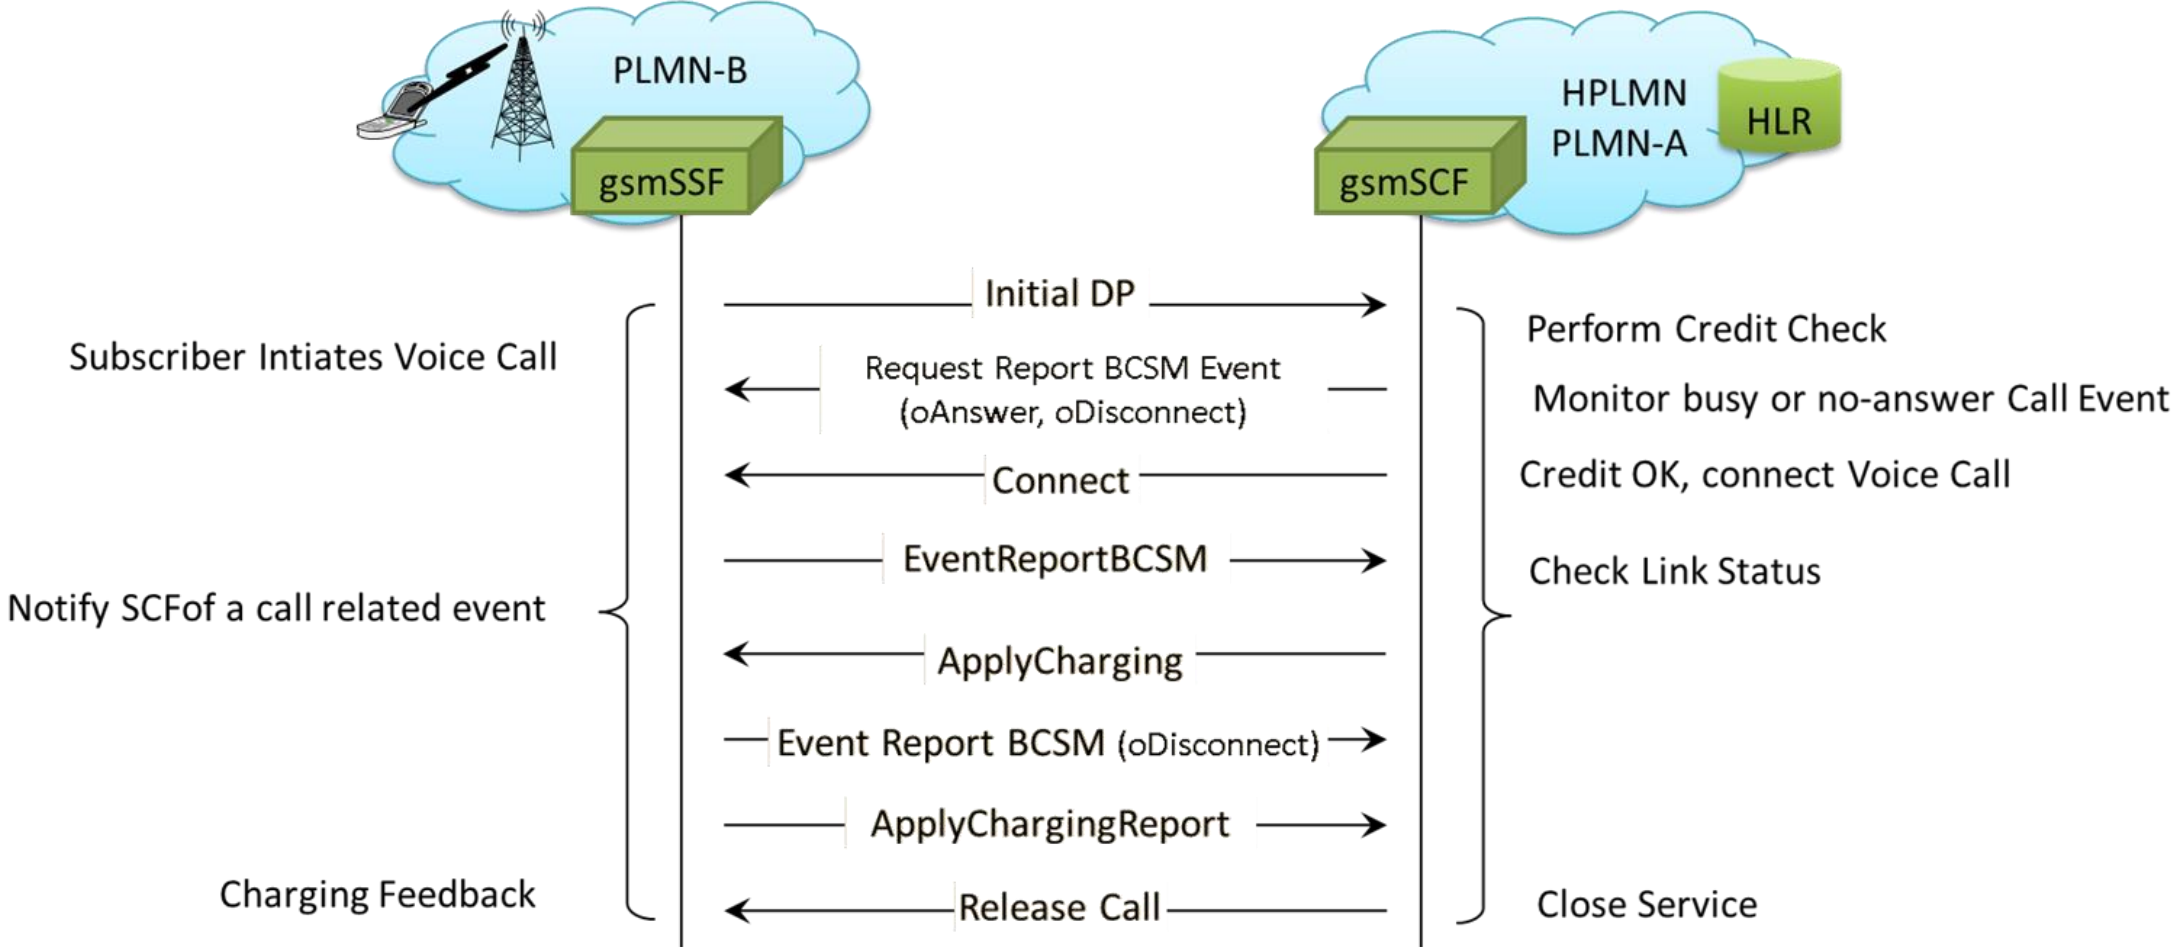 PLMN-B
HPLMN
PLMN-A
HLR
gsmSSF
gsmSCF
Initial DP
Subscriber Intiates Voice Call
Perform Credit Check
Request Report BCSM Event
(oAnswer, oDisconnect)
Monitor busy or no-answer Call Event
Connect
Credit OK, connect Voice Call
EventReportBCSM
Check Link Status
Notify SCFof a call related event
ApplyCharging
Event Report BCSM (oDisconnect)
ApplyChargingReport
Charging Feedback
Release Call
Close Service